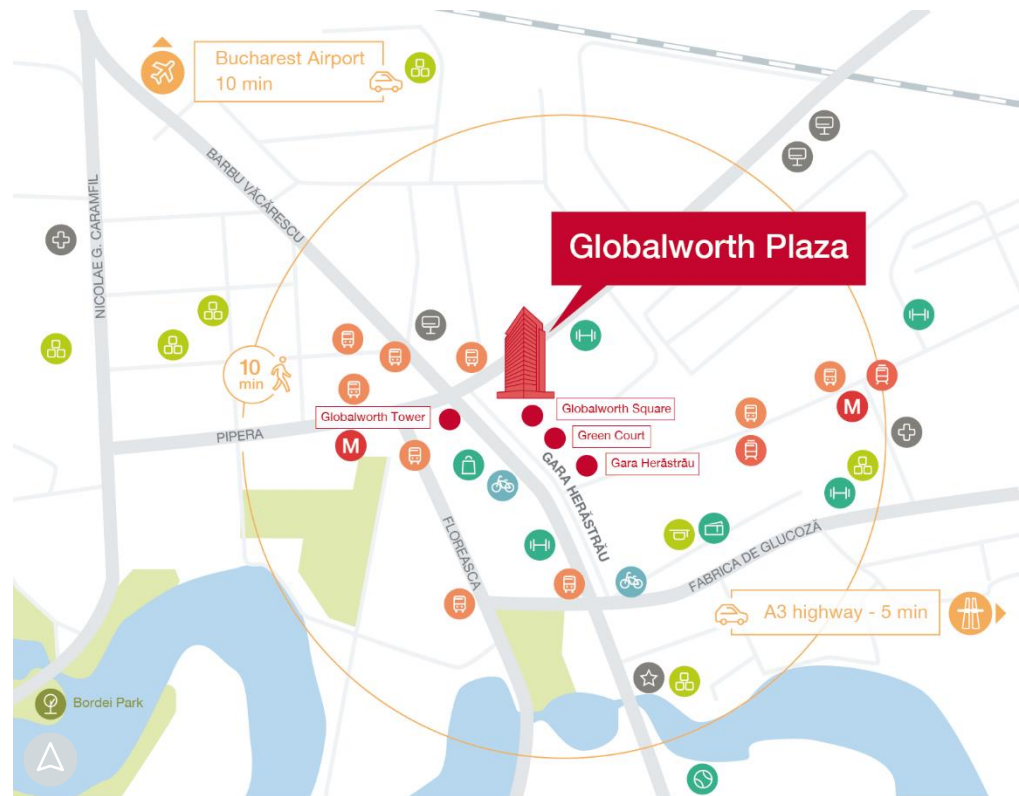 Bucharest Airport
10 min
BARBU VĂCĂRESCU
NICOLAE G. CARAMFIL
Globalworth Plaza
10
min
Globalworth Tower
Globalworth Square
PIPERA
M
M
Green Court
Gara Herăstrău
GARA HERĂSTRĂU
FLOREASCA
FABRICA DE GLUCOZĂ
A3 highway - 5 min
Bordei Park